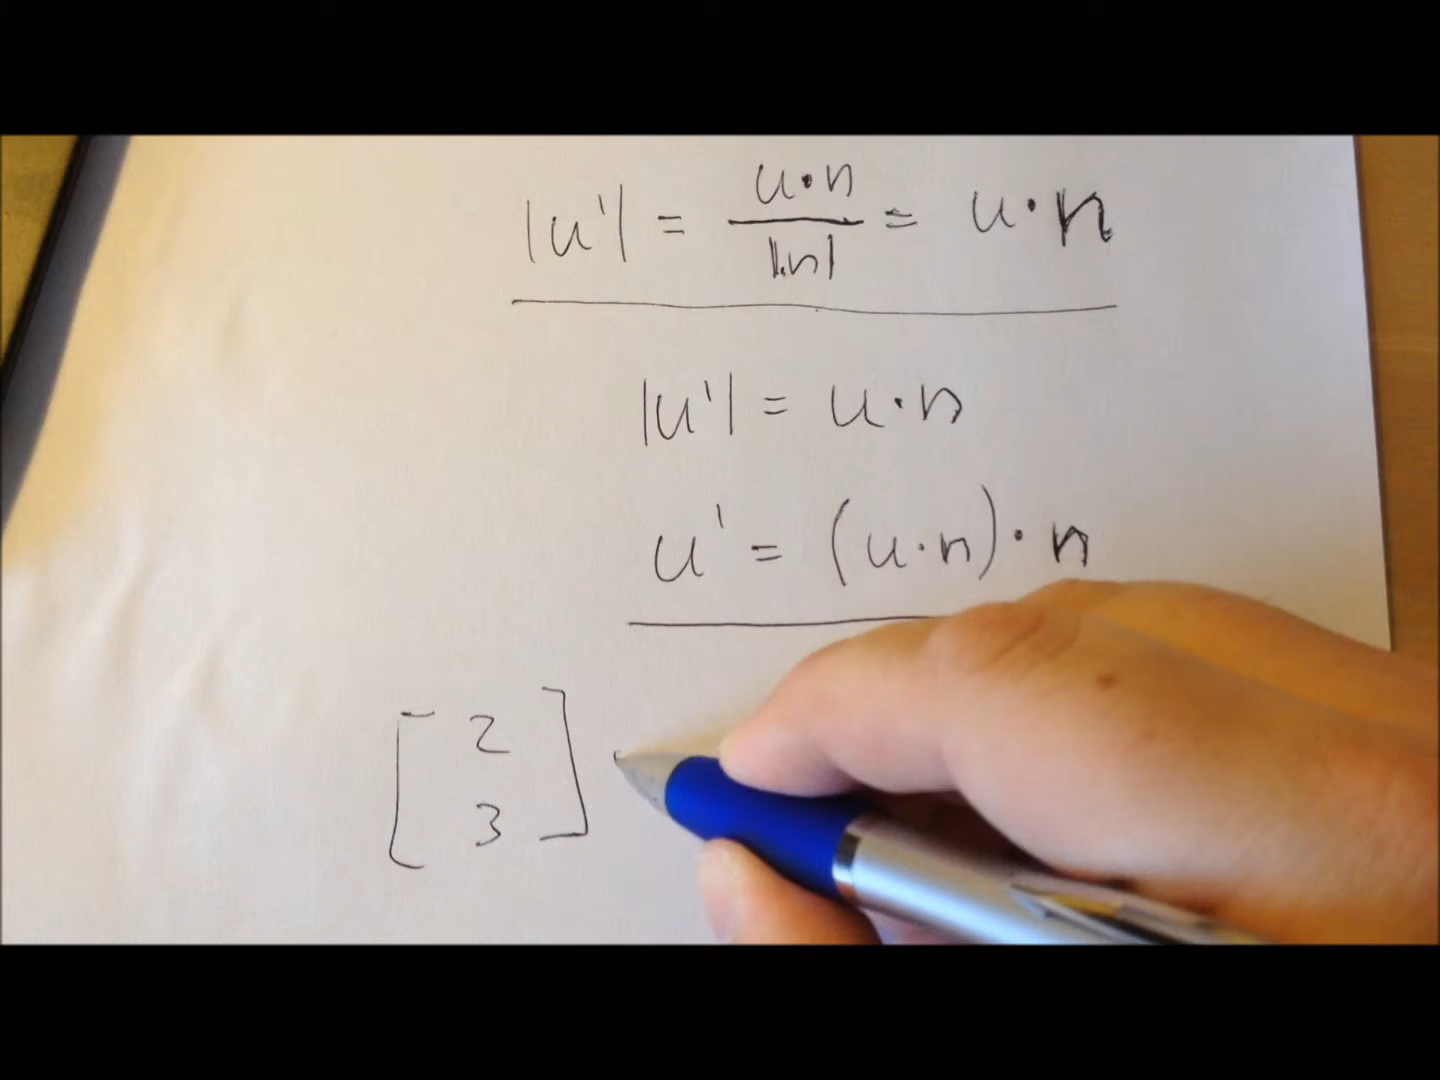 |u'| = u·n / |n| = u·n
|u'| = u·n
u' = (u·n)·n
[2
3]